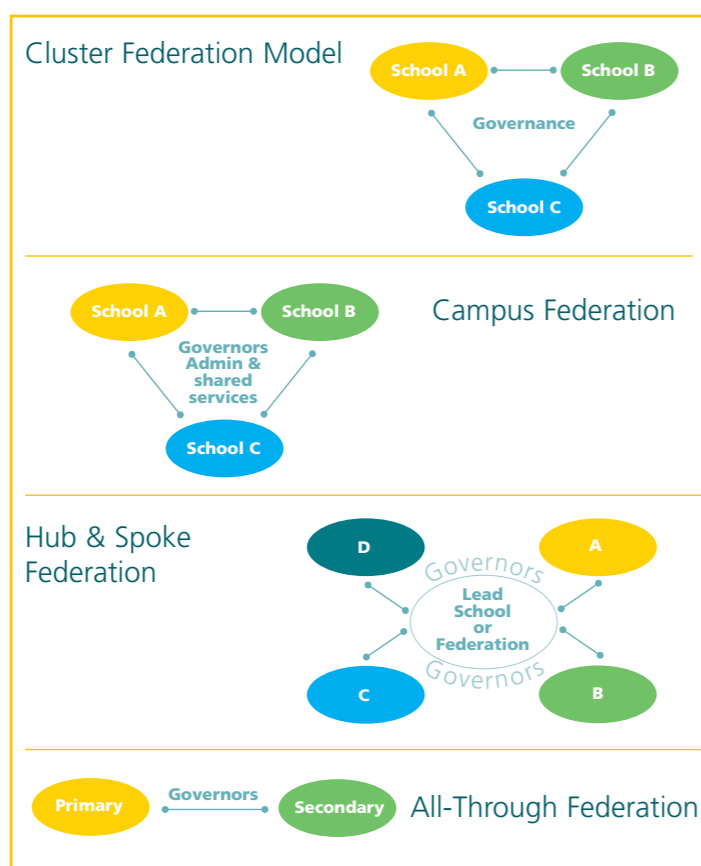 Cluster Federation Model
School A
School B
Governance
School C
School A
School B
Campus Federation
Governors
Admin &
shared
services
School C
Hub & Spoke
Federation
D
A
Governors
Lead
School
or
Federation
Governors
C
B
Primary
Governors
Secondary
All-Through Federation